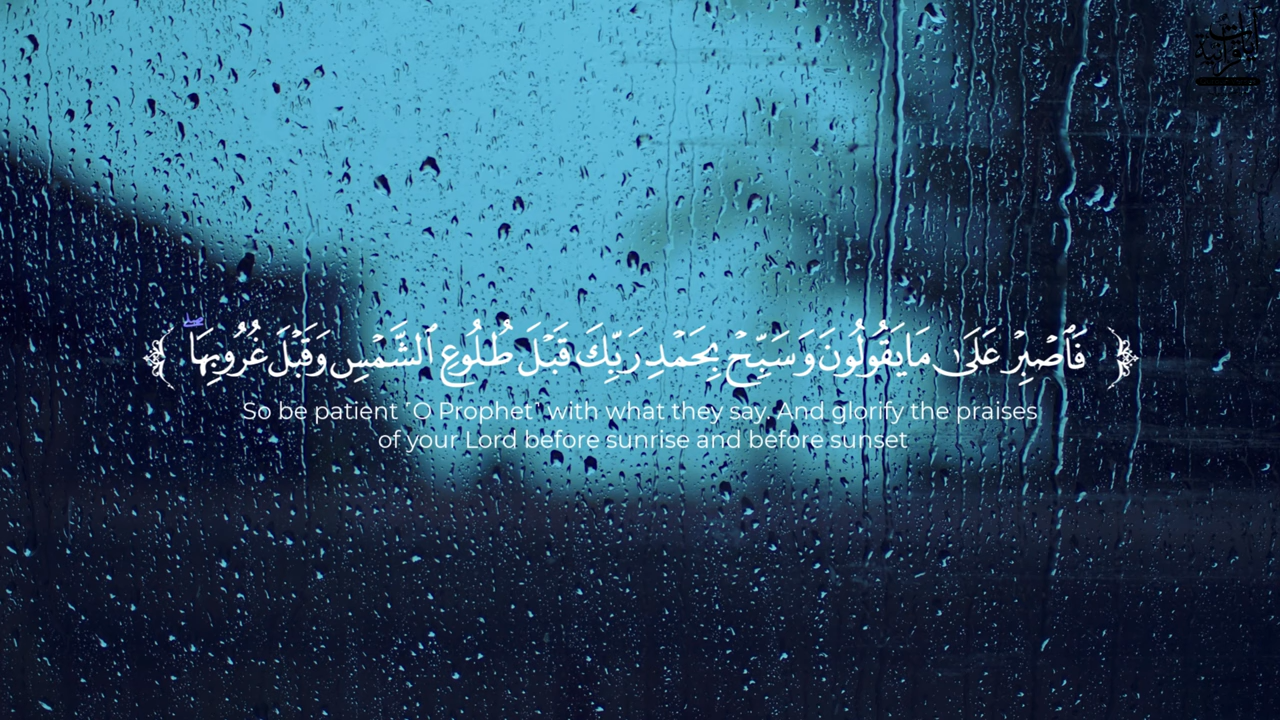 ﴿ فَٱصۡبِرۡ عَلَىٰ مَا يَقُولُونَ وَسَبِّحۡ بِحَمۡدِ رَبِّكَ قَبۡلَ طُلُوعِ ٱلشَّمۡسِ وَقَبۡلَ غُرُوبِهَاۖ ﴾
So be patient ˹O Prophet˺ with what they say. And glorify the praises
of your Lord before sunrise and before sunset